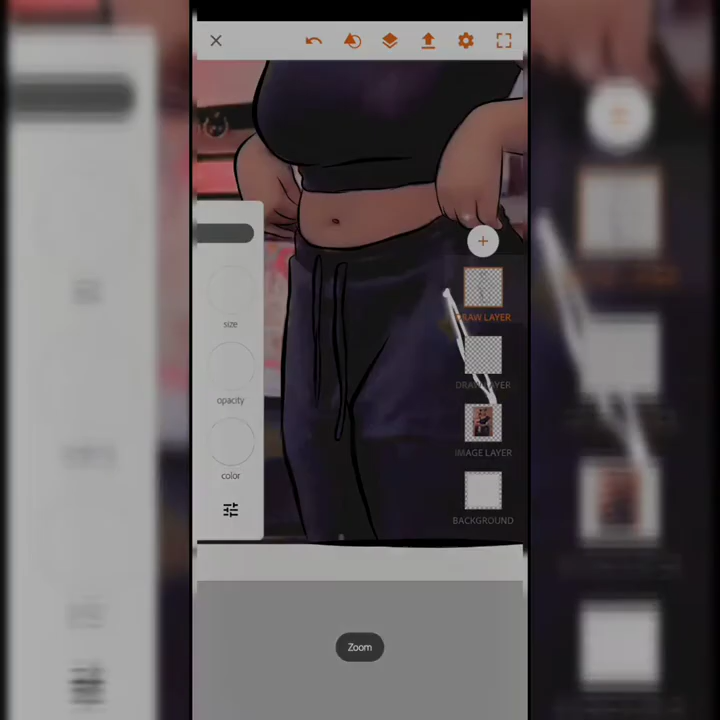 DRAW LAYER
size
DRAW LAYER
opacity
IMAGE LAYER
color
BACKGROUND
Zoom